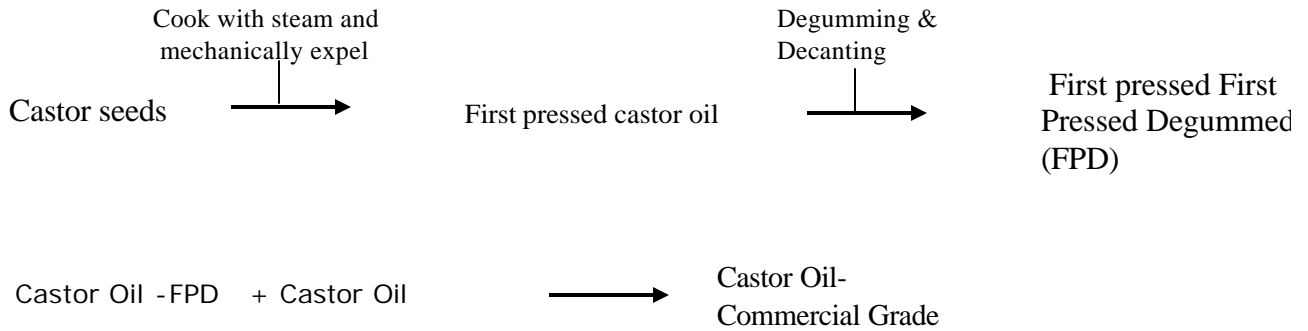 Cook with steam and
mechanically expel
Degumming &
Decanting
Castor seeds
First pressed castor oil
First pressed First
Pressed Degummed
(FPD)
Castor Oil -FPD + Castor Oil
Castor Oil-
Commercial Grade